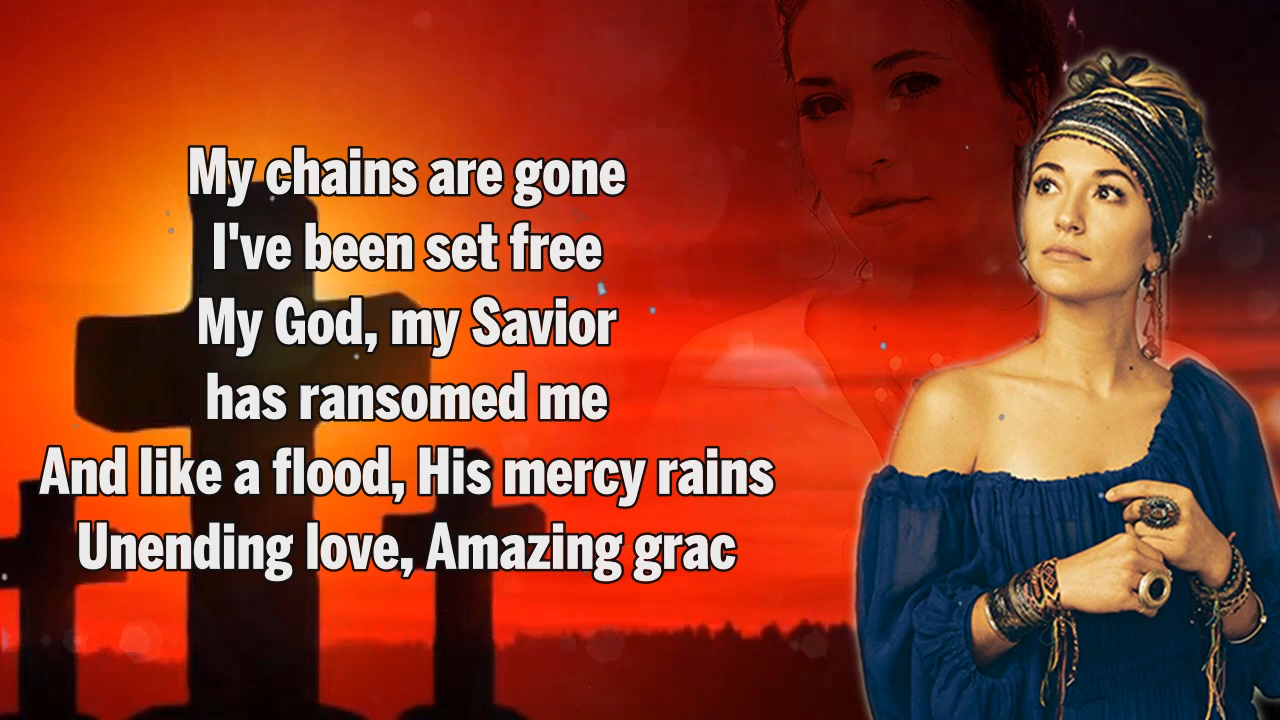 My chains are gone
I've been set free
My God, my Savior
has ransomed me
And like a flood, His mercy rains
Unending love, Amazing grac